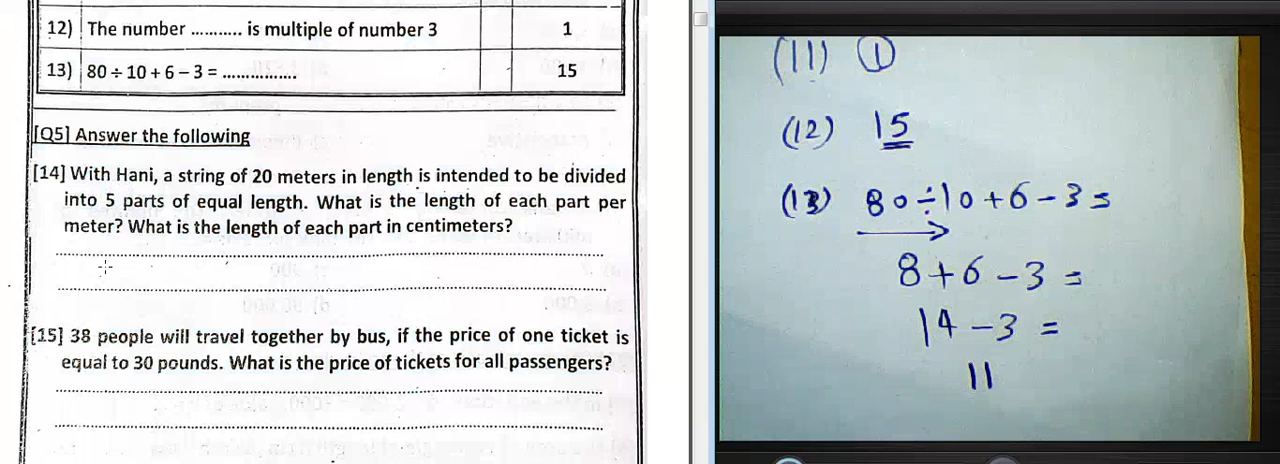 12) The number ........... is multiple of number 3 1
13) 80 ÷ 10 + 6 – 3 = ............... 15
[Q5] Answer the following
[14] With Hani, a string of 20 meters in length is intended to be divided
into 5 parts of equal length. What is the length of each part per
meter? What is the length of each part in centimeters?
[15] 38 people will travel together by bus, if the price of one ticket is
equal to 30 pounds. What is the price of tickets for all passengers?
(11) 1
(12) 15
(13) 80÷10+6-3=
8+6-3=
14-3=
11